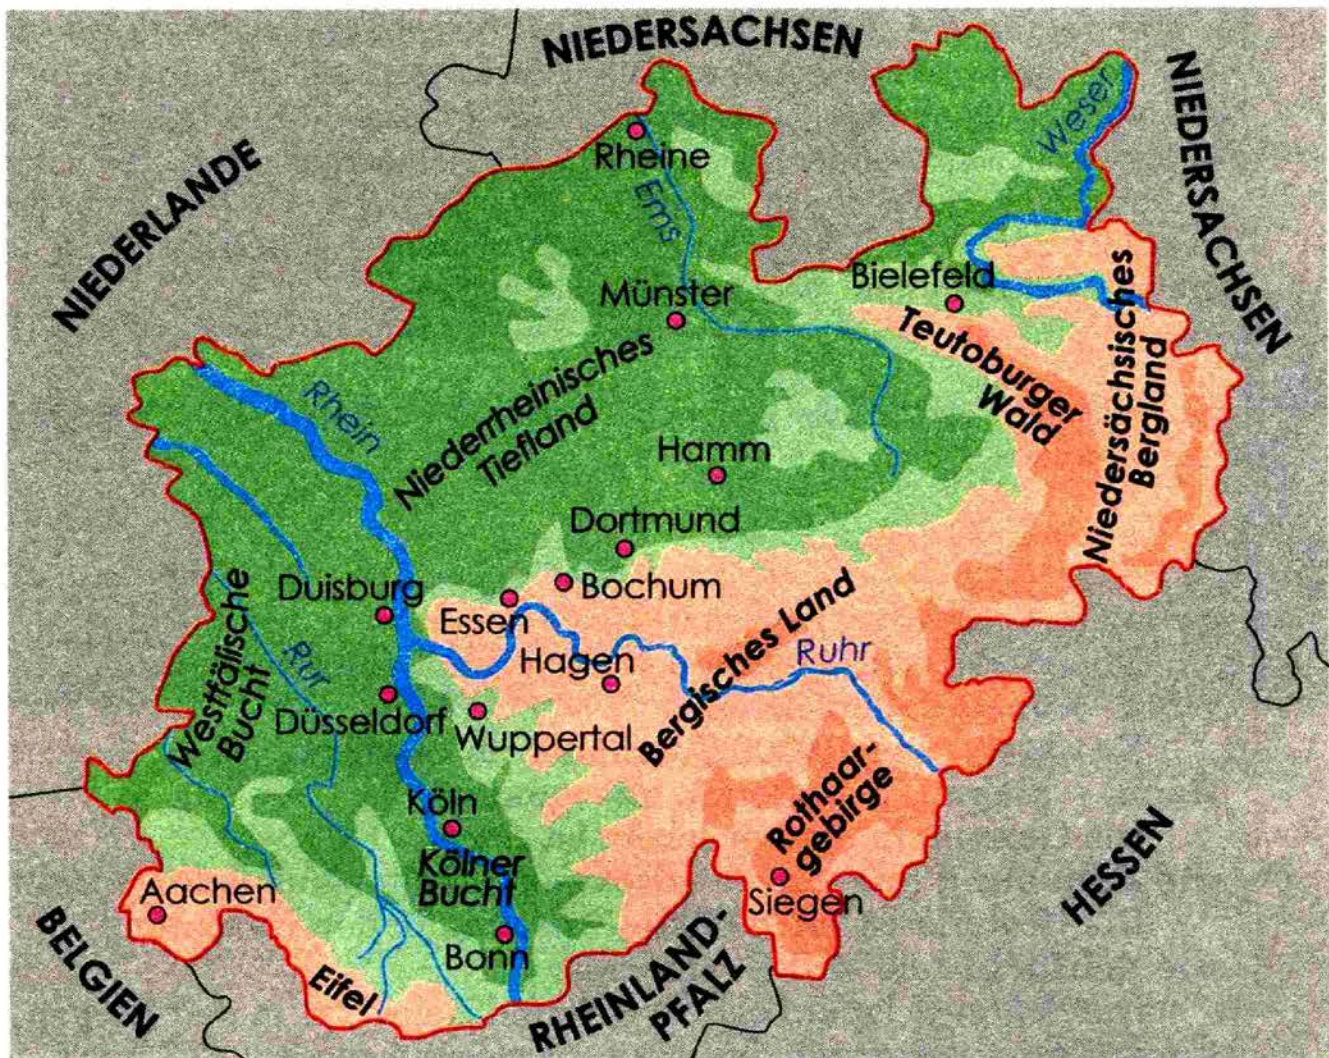 NIEDERSACHSEN
NIEDERSACHSEN
NIEDERLANDE
Weser
Rheine
Ems
Bielefeld
Münster
Teutoburger
Wald
Niedersächsisches
Bergland
Rhein
Niederrheinisches
Tiefland
Hamm
Dortmund
Bochum
Duisburg
Essen
Hagen
Westfälische
Bucht
Rur
Düsseldorf
Wuppertal
Bergisches Land
Ruhr
Rothaar-
gebirge
Köln
Kölner
Bucht
Siegen
HESSEN
Aachen
Bonn
Eifel
BELGIEN
RHEINLAND-
PFALZ